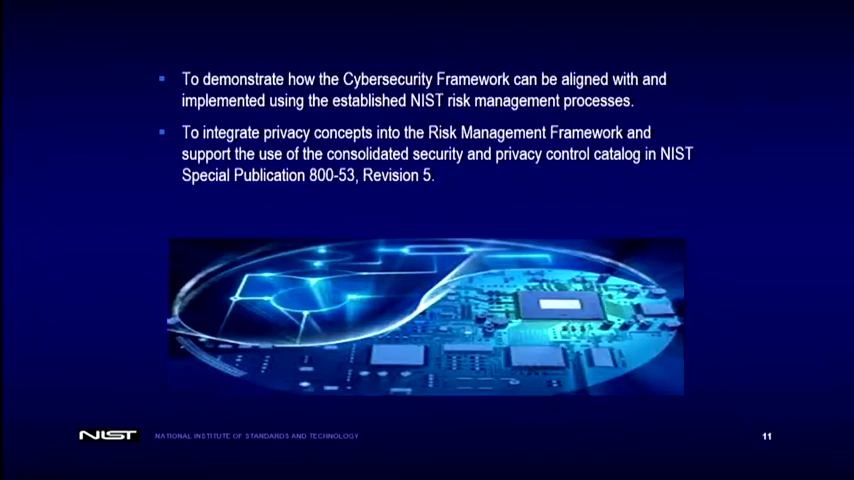 To demonstrate how the Cybersecurity Framework can be aligned with and
implemented using the established NIST risk management processes.
To integrate privacy concepts into the Risk Management Framework and
support the use of the consolidated security and privacy control catalog in NIST
Special Publication 800-53, Revision 5.
NIST NATIONAL INSTITUTE OF STANDARDS AND TECHNOLOGY 11